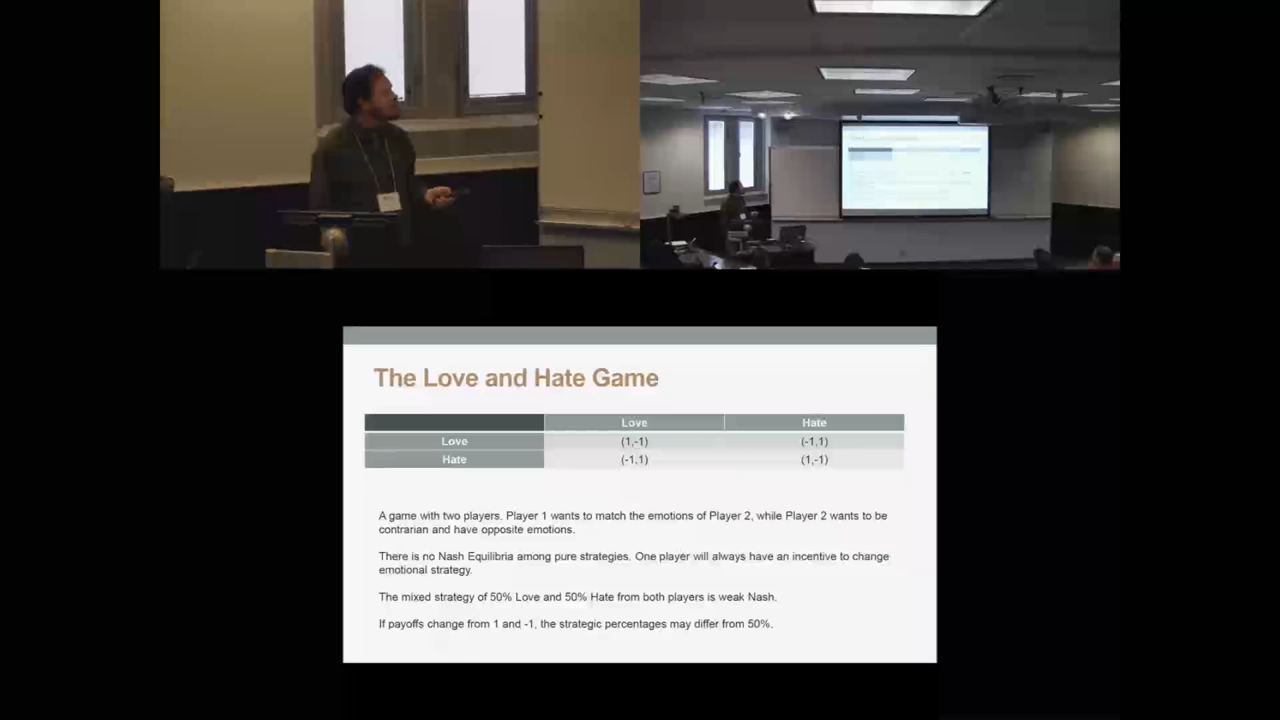 The Love and Hate Game
Love Hate
Love (1,-1) (-1,1)
Hate (-1,1) (1,-1)
A game with two players. Player 1 wants to match the emotions of Player 2, while Player 2 wants to be
contrarian and have opposite emotions.
There is no Nash Equilibria among pure strategies. One player will always have an incentive to change
emotional strategy.
The mixed strategy of 50% Love and 50% Hate from both players is weak Nash.
If payoffs change from 1 and -1, the strategic percentages may differ from 50%.